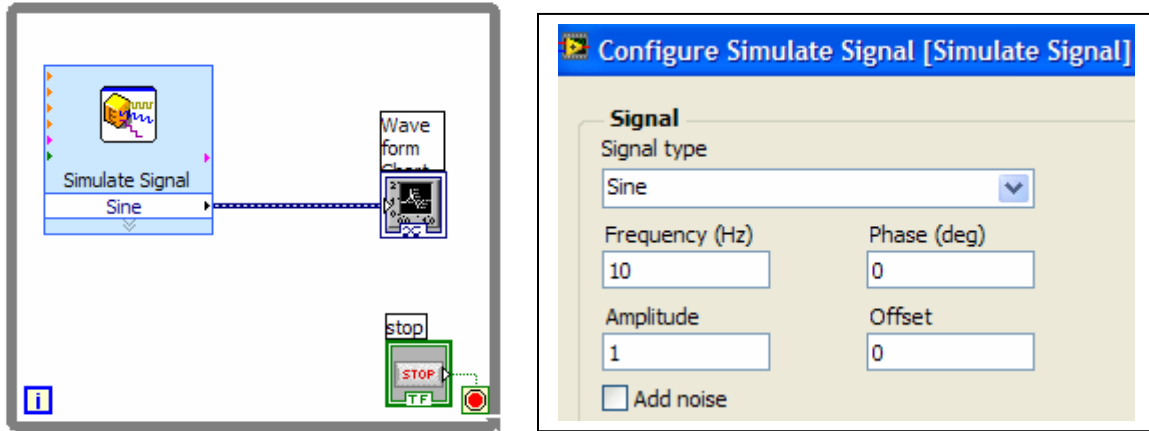 Simulate Signal
Sine
Wave
form
Chart
stop
STOP
TF
i
Configure Simulate Signal [Simulate Signal]
Signal
Signal type
Sine
Frequency (Hz) Phase (deg)
10 0
Amplitude Offset
1 0
Add noise